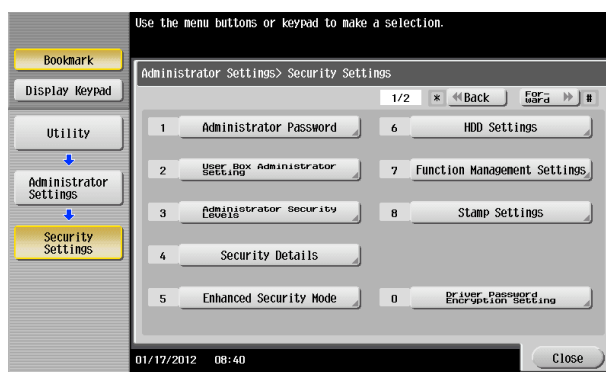 Use the menu buttons or keypad to make a selection.
Bookmark
Display Keypad
Utility
Administrator
Settings
Security
Settings
Administrator Settings> Security Settings
1/2 * Back For-
ward #
1 Administrator Password
2 User Box Administrator
Setting
3 Administrator Security
Levels
4 Security Details
5 Enhanced Security Mode
6 HDD Settings
7 Function Management Settings
8 Stamp Settings
0 Driver Password
Encryption Setting
01/17/2012 08:40
Close